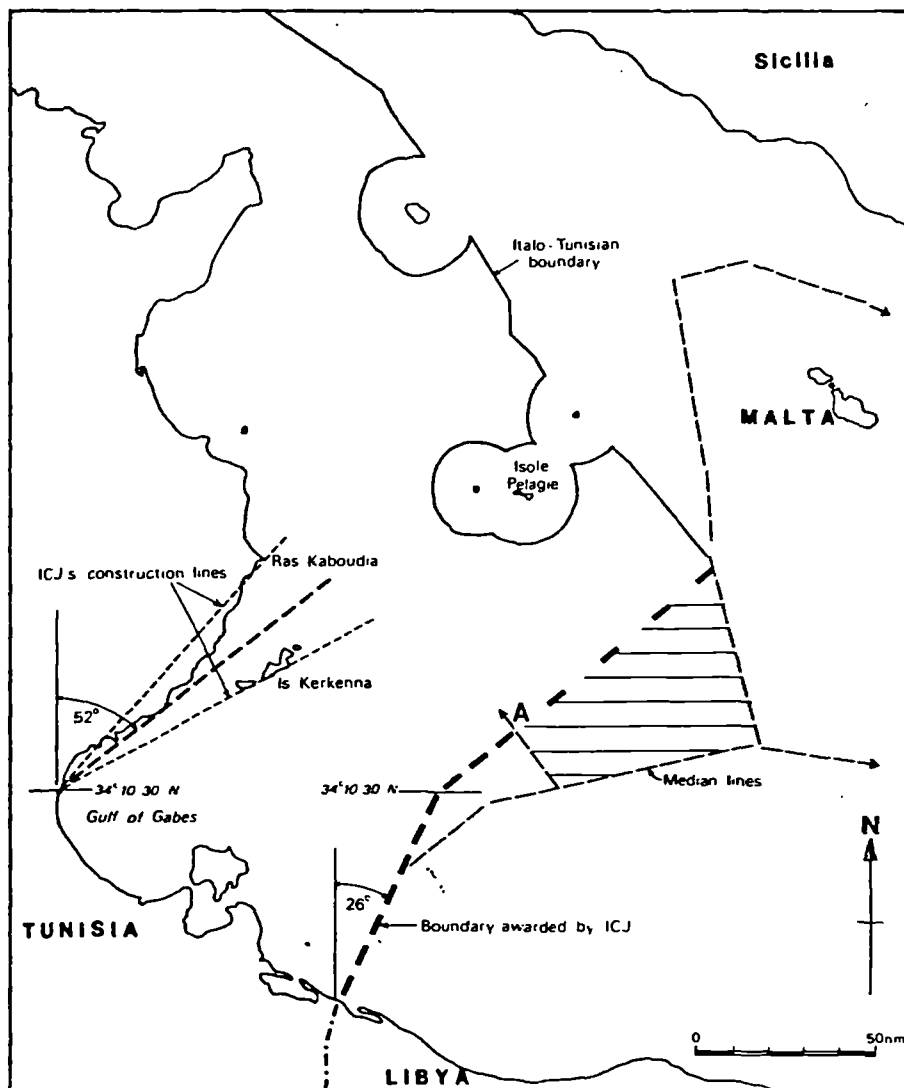 Sicilia
Italo-Tunisian
boundary
MALTA
Isole
Pelagie
ICJ s construction lines
Ras Kaboudia
Is Kerkenna
52°
A
34° 10 30 N
34° 10 30 N
Gulf of Gabes
Median lines
N
26°
TUNISIA
Boundary awarded by ICJ
0
50nm
LIBYA